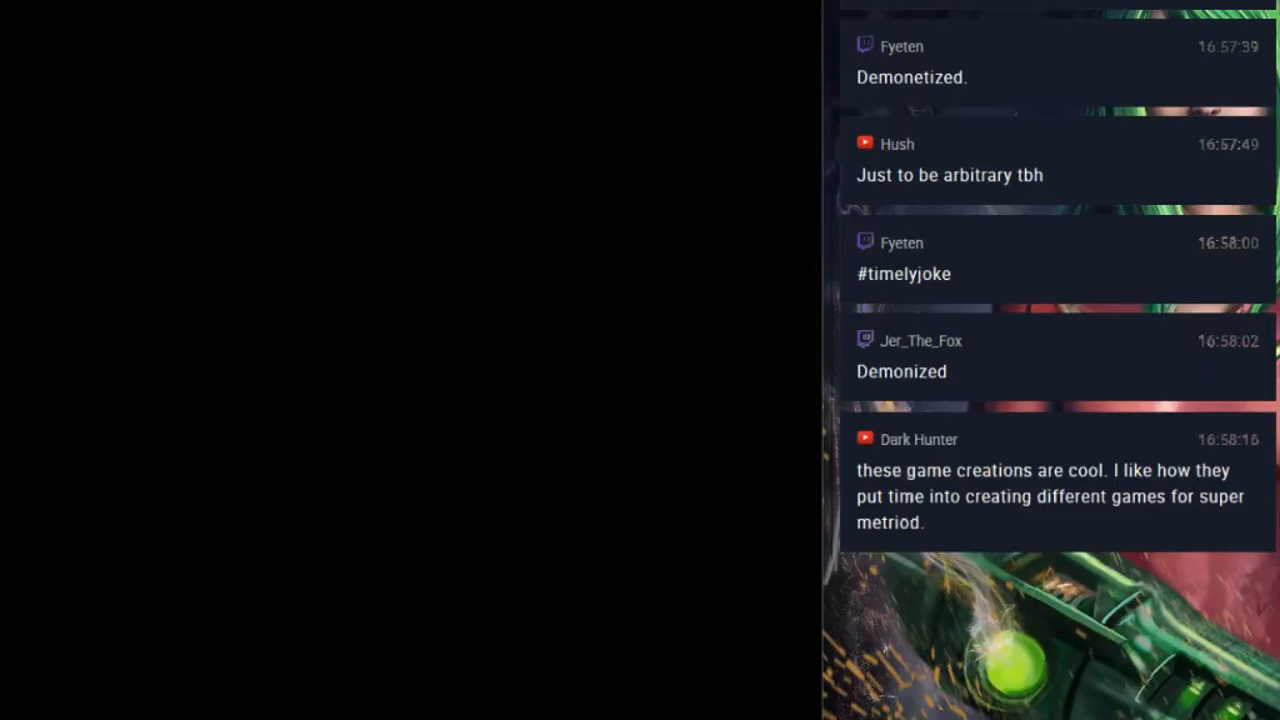 Fyeten 16:57:39
Demonetized.
Hush 16:57:49
Just to be arbitrary tbh
Fyeten 16:58:00
#timelyjoke
Jer_The_Fox 16:58:02
Demonized
Dark Hunter 16:58:16
these game creations are cool. I like how they
put time into creating different games for super
metriod.